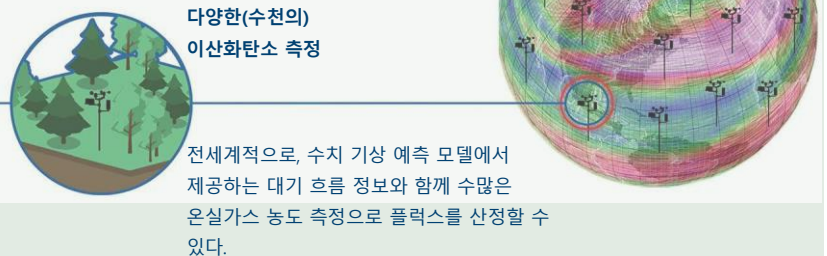 다양한(수천의)
이산화탄소 측정
전세계적으로, 수치 기상 예측 모델에서
제공하는 대기 흐름 정보와 함께 수많은
온실가스 농도 측정으로 플럭스를 산정할 수
있다.